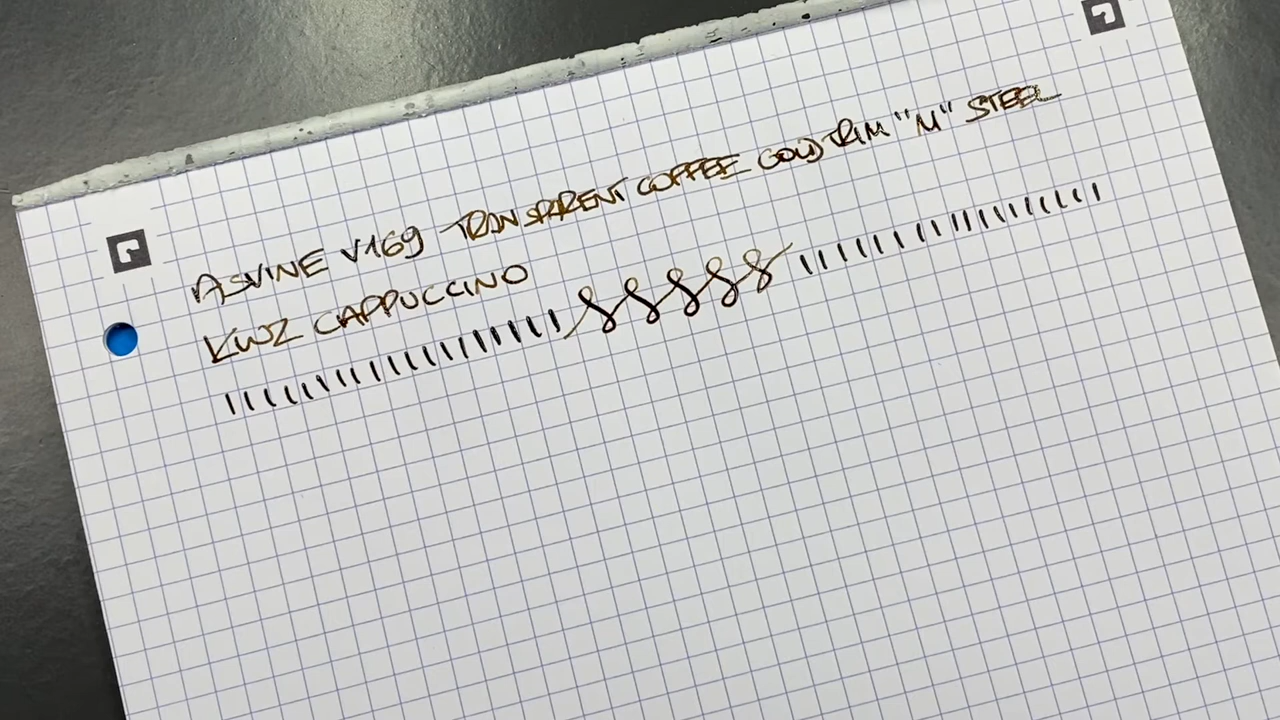 ASVINE V169 TRANSPARENT COFFEE GOLD TRIM "M" STEEL
KWZ CAPPUCCINO